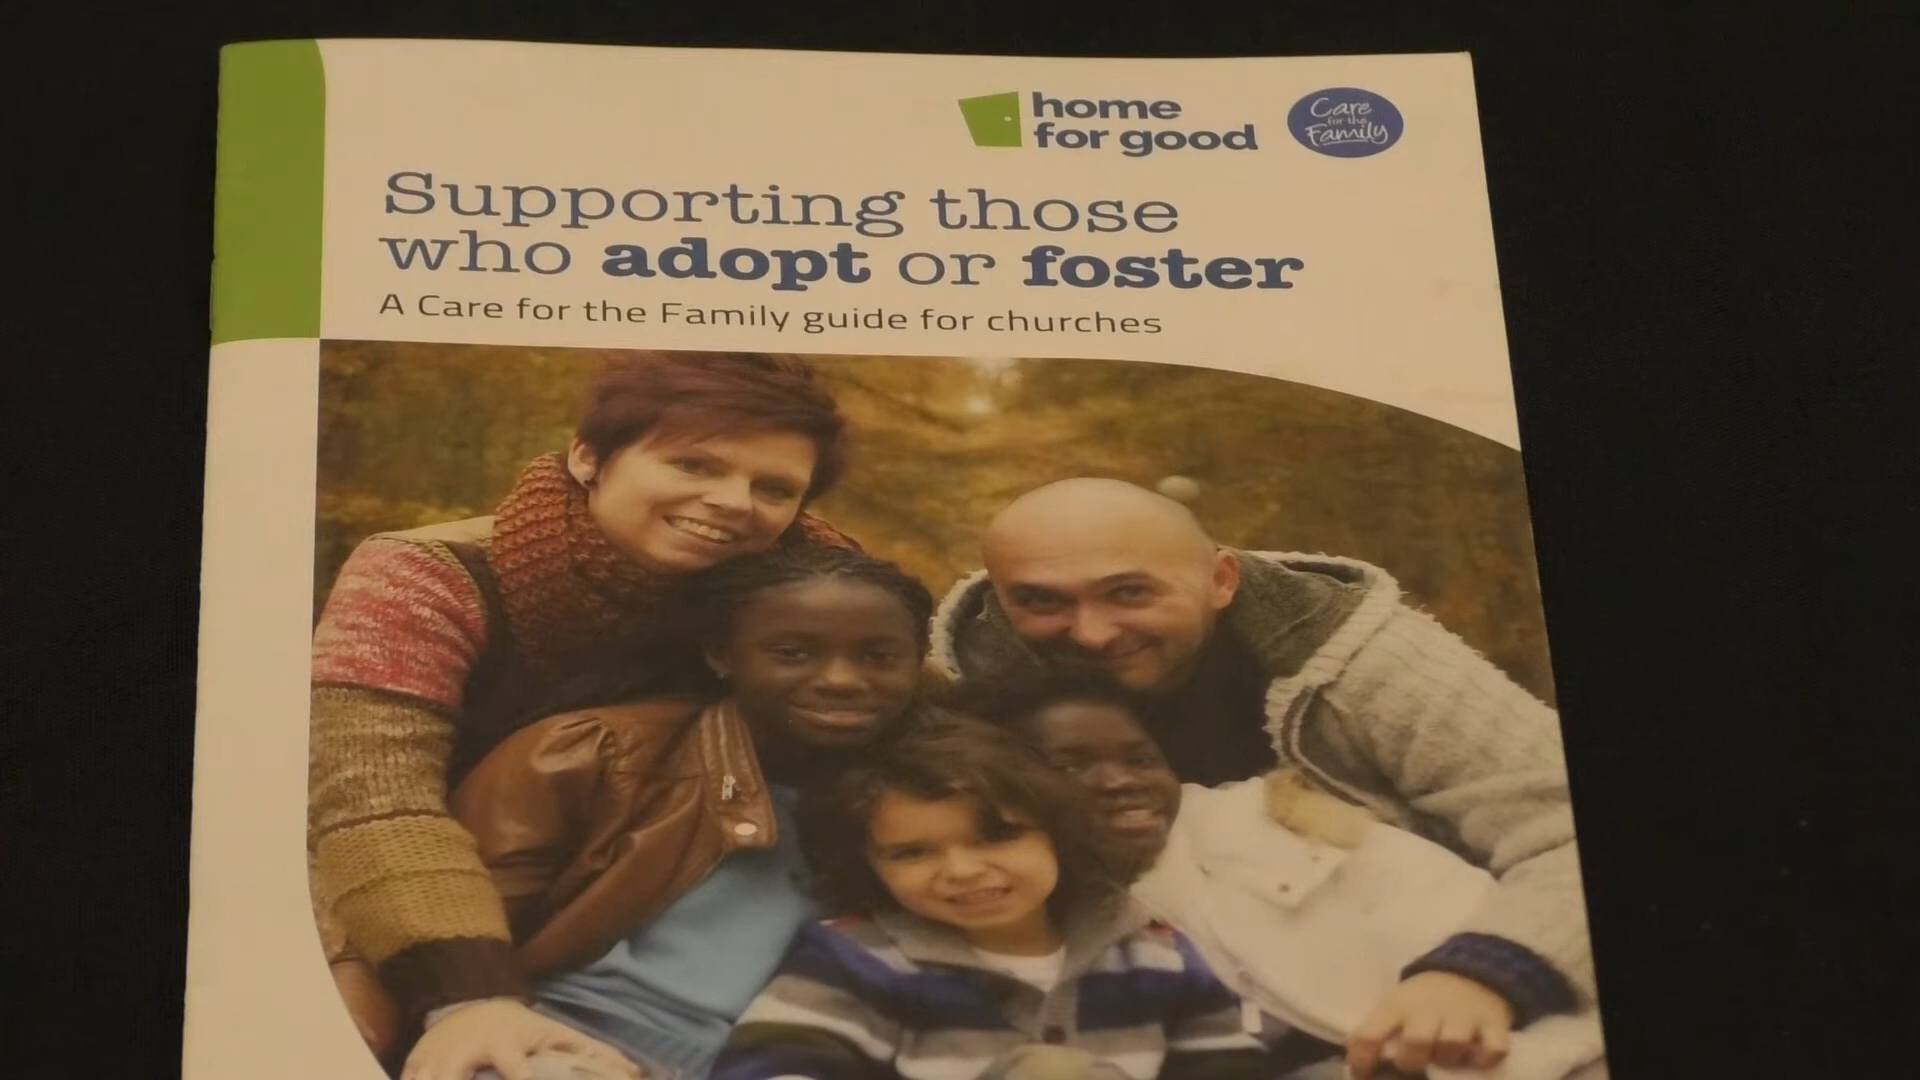 home
for good
Care
for the
Family
Supporting those
who adopt or foster
A Care for the Family guide for churches